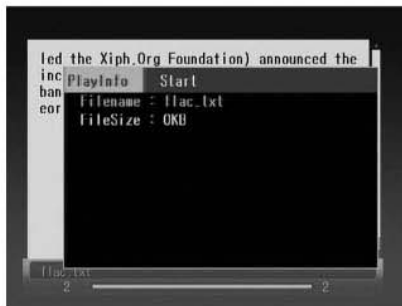 led the Xiph.Org Foundation) announced the
inc
PlayInfo Start
ban
Filename : flac.txt
eor
FileSize : 0KB
flac.txt
2 2